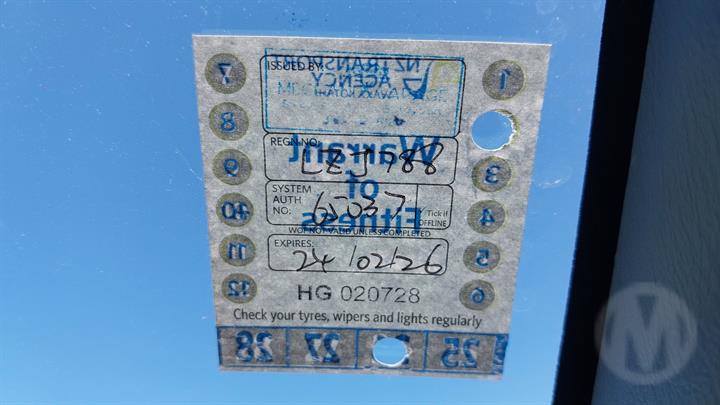 7 ISSUED BY: NZ TRANSPORT 1
AGENCY
8
REGN NO: LEJ788
Warrant
9 3
SYSTEM
AUTH
NO: 65037 of
10 4
✓ Tick if
OFFLINE
Fitness
WOF NOT VALID UNLESS COMPLETED
11 5
EXPIRES: 24/02/26
12 6
HG 020728
Check your tyres, wipers and lights regularly
28 27 25